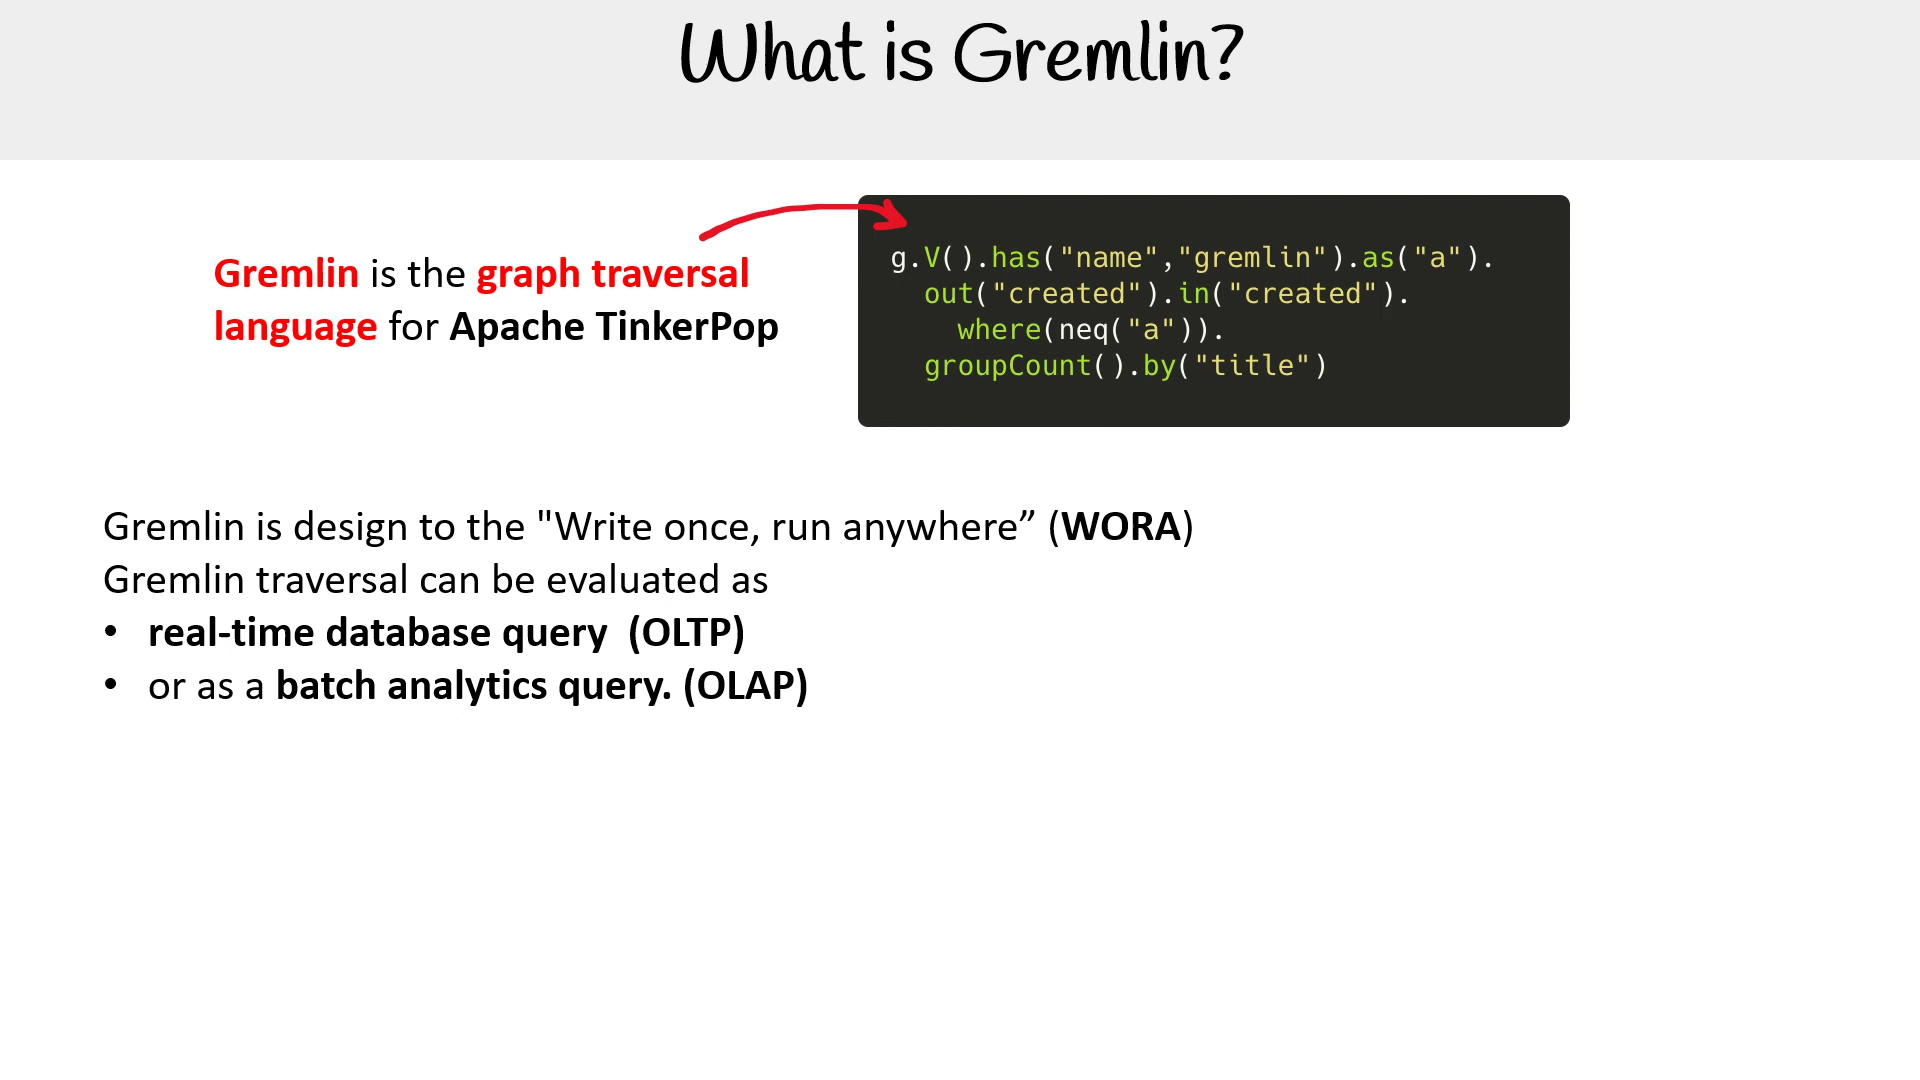 What is Gremlin?
Gremlin is the graph traversal
language for Apache TinkerPop
g.V().has("name","gremlin").as("a").
  out("created").in("created").
    where(neq("a")).
  groupCount().by("title")
Gremlin is design to the "Write once, run anywhere” (WORA)
Gremlin traversal can be evaluated as
• real-time database query  (OLTP)
• or as a batch analytics query. (OLAP)